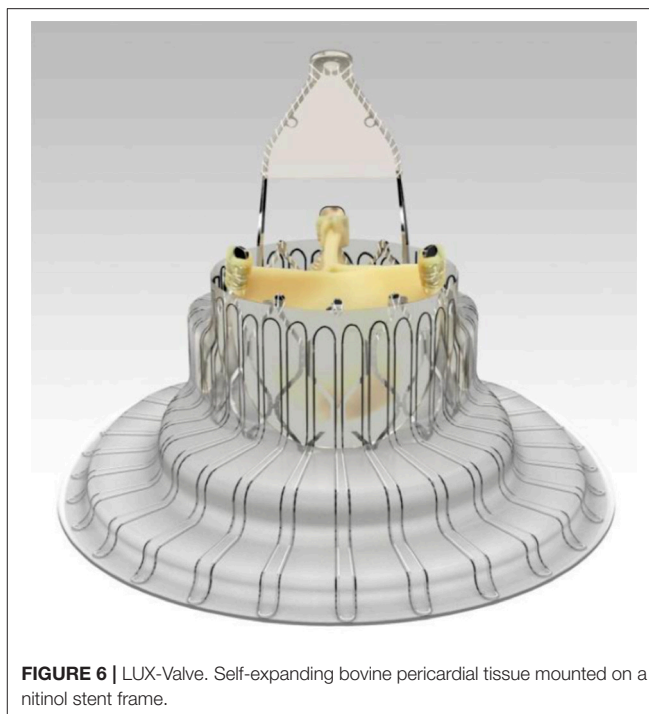 FIGURE 6 | LUX-Valve. Self-expanding bovine pericardial tissue mounted on a
nitinol stent frame.